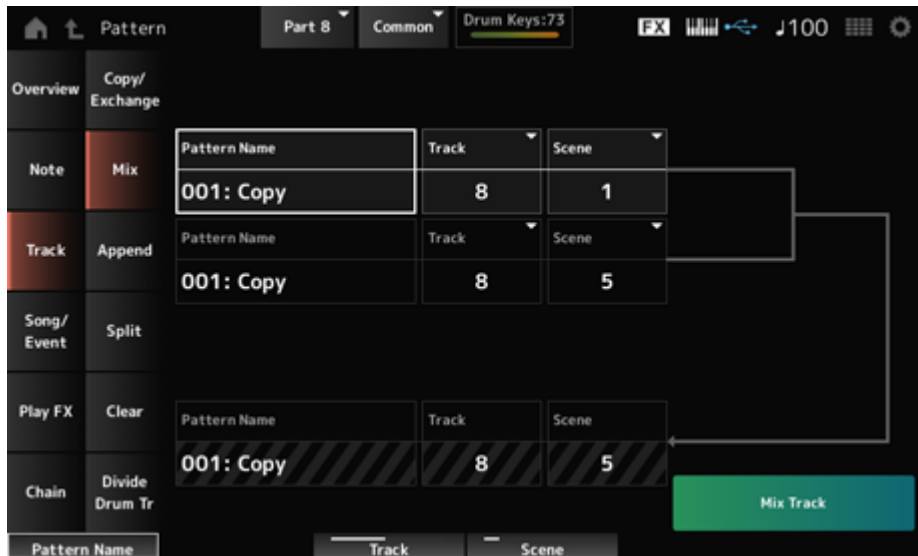 Pattern
Part 8
Common
Drum Keys:73
FX
♩100
Overview
Copy/
Exchange
Note
Mix
Track
Append
Song/
Event
Split
Play FX
Clear
Chain
Divide
Drum Tr
Pattern Name
Track
Scene
001: Copy
8
1
Pattern Name
Track
Scene
001: Copy
8
5
Pattern Name
Track
Scene
001: Copy
8
5
Mix Track
Pattern Name
Track
Scene